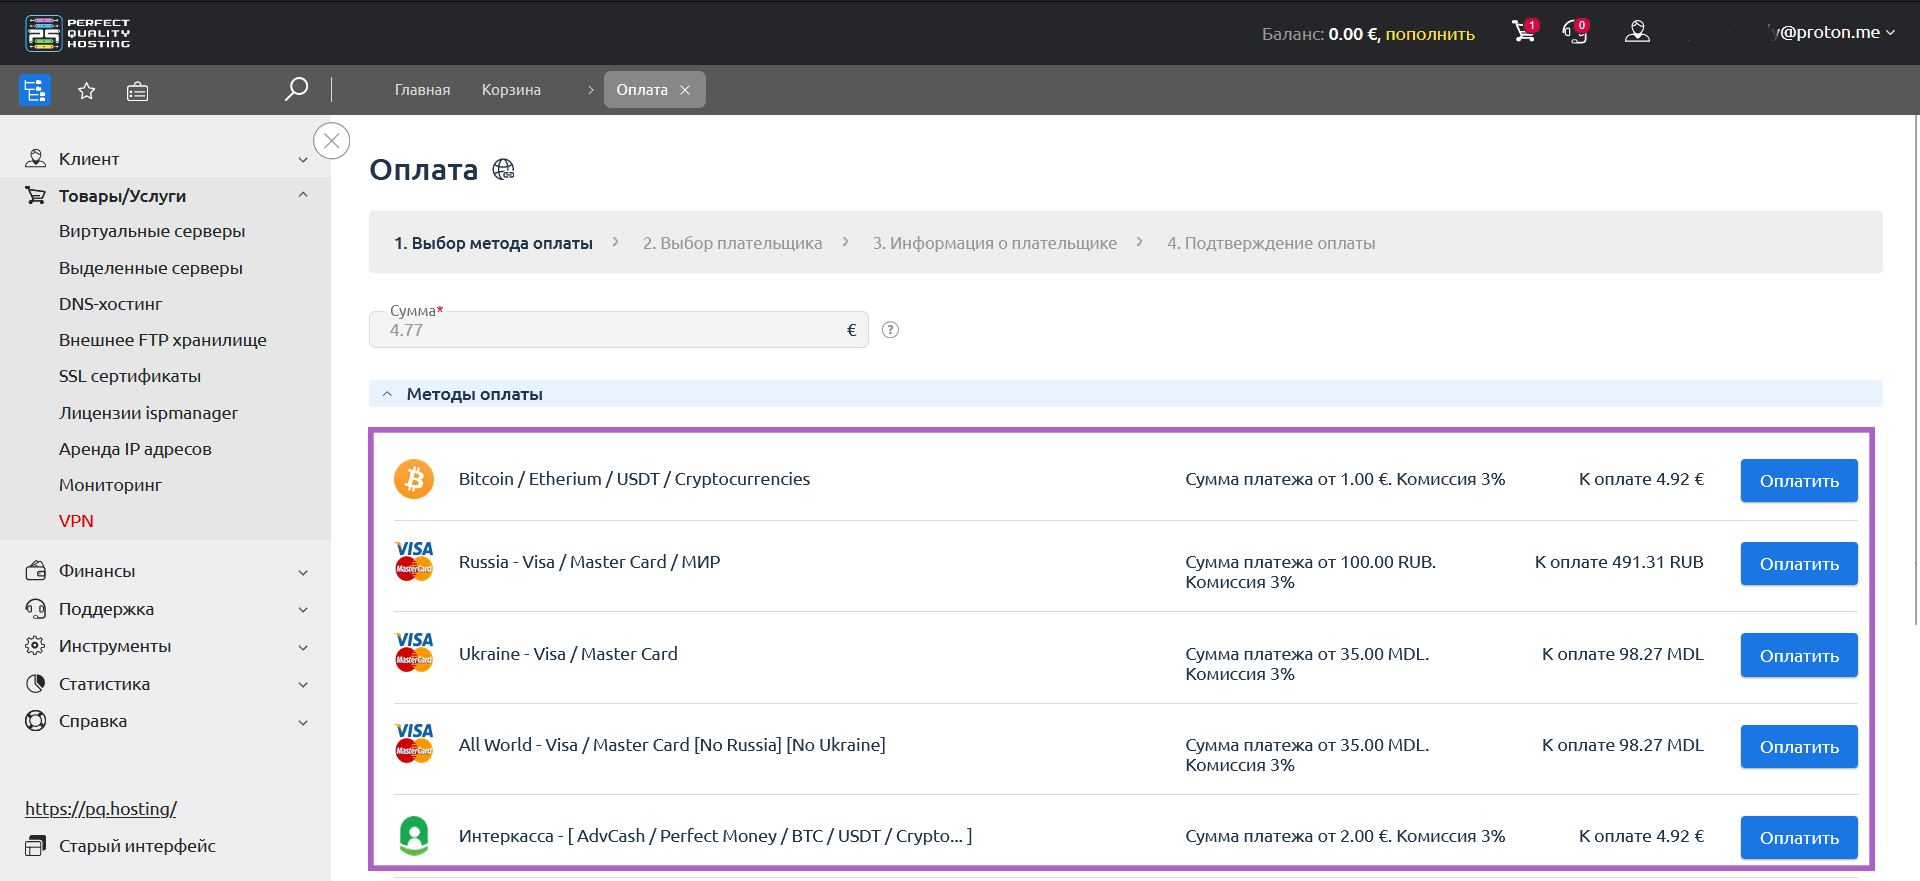 PERFECT
QUALITY
HOSTING
Баланс: 0.00 €, пополнить
1
0
y@proton.me
Главная
Корзина
Оплата
Клиент
Товары/Услуги
Виртуальные серверы
Выделенные серверы
DNS-хостинг
Внешнее FTP хранилище
SSL сертификаты
Лицензии ispmanager
Аренда IP адресов
Мониторинг
VPN
Финансы
Поддержка
Инструменты
Статистика
Справка
https://pq.hosting/
Старый интерфейс
Оплата
1. Выбор метода оплаты
2. Выбор плательщика
3. Информация о плательщике
4. Подтверждение оплаты
Сумма*
4.77 €
?
Методы оплаты
Bitcoin / Etherium / USDT / Cryptocurrencies
Сумма платежа от 1.00 €. Комиссия 3%
К оплате 4.92 €
Оплатить
VISA
MasterCard
Russia - Visa / Master Card / МИР
Сумма платежа от 100.00 RUB.
Комиссия 3%
К оплате 491.31 RUB
Оплатить
VISA
MasterCard
Ukraine - Visa / Master Card
Сумма платежа от 35.00 MDL.
Комиссия 3%
К оплате 98.27 MDL
Оплатить
VISA
MasterCard
All World - Visa / Master Card [No Russia] [No Ukraine]
Сумма платежа от 35.00 MDL.
Комиссия 3%
К оплате 98.27 MDL
Оплатить
Интеркасса - [ AdvCash / Perfect Money / BTC / USDT / Crypto... ]
Сумма платежа от 2.00 €. Комиссия 3%
К оплате 4.92 €
Оплатить